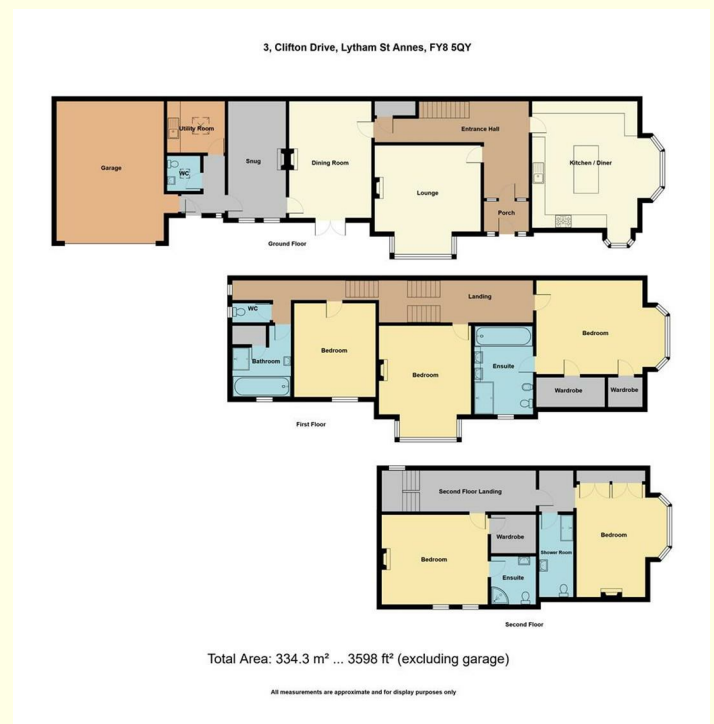 3, Clifton Drive, Lytham St Annes, FY8 5QY
Garage
Utility Room
WC
Snug
Dining Room
Entrance Hall
Lounge
Porch
Kitchen / Diner
Ground Floor
WC
Landing
Bathroom
Bedroom
Bedroom
Ensuite
Bedroom
Wardrobe
Wardrobe
First Floor
Second Floor Landing
Bedroom
Wardrobe
Ensuite
Shower Room
Bedroom
Second Floor
Total Area: 334.3 m² ... 3598 ft² (excluding garage)
All measurements are approximate and for display purposes only